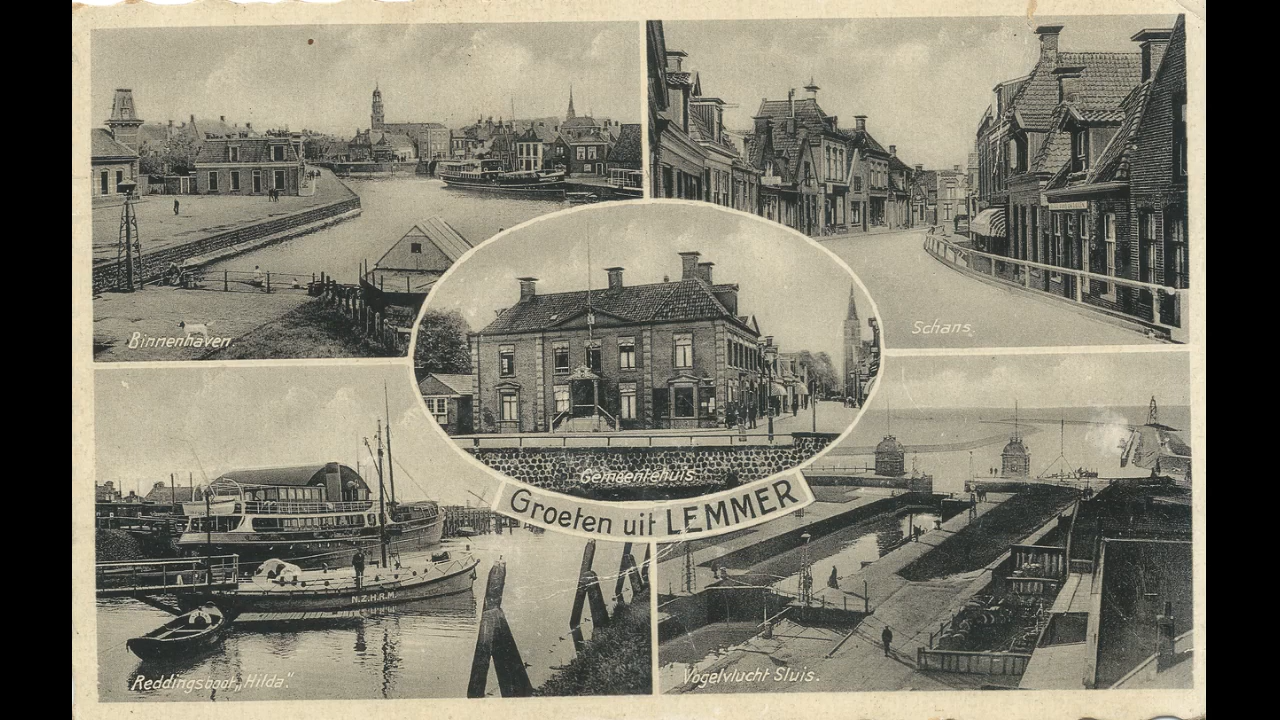 Binnenhaven.
Schans.
Gemeentehuis
Groeten uit LEMMER
N.Z.H.R.M.
Reddingsboot „Hilda".
Vogelvlucht Sluis.